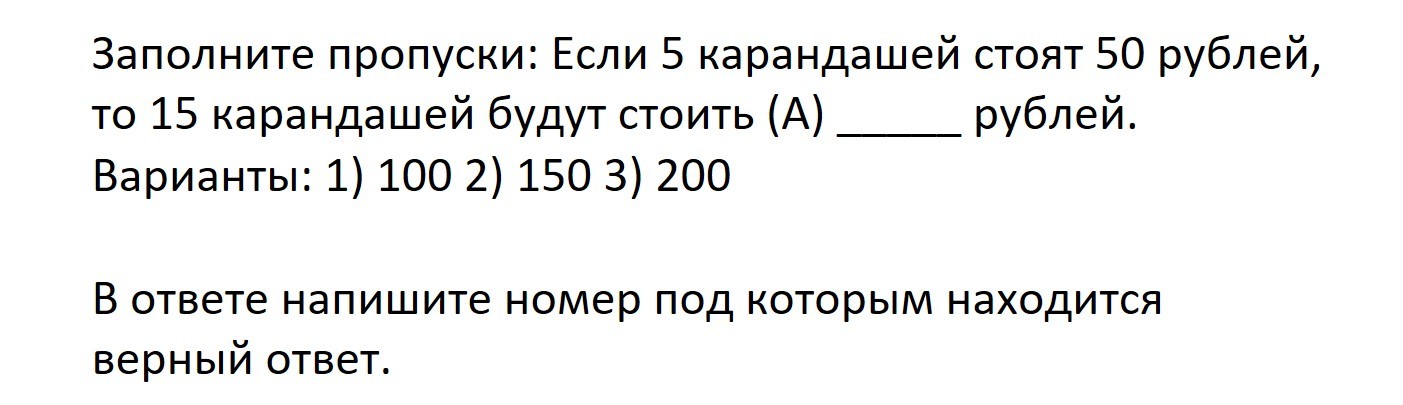 Заполните пропуски: Если 5 карандашей стоят 50 рублей,
то 15 карандашей будут стоить (А) _____ рублей.
Варианты: 1) 100 2) 150 3) 200
В ответе напишите номер под которым находится
верный ответ.